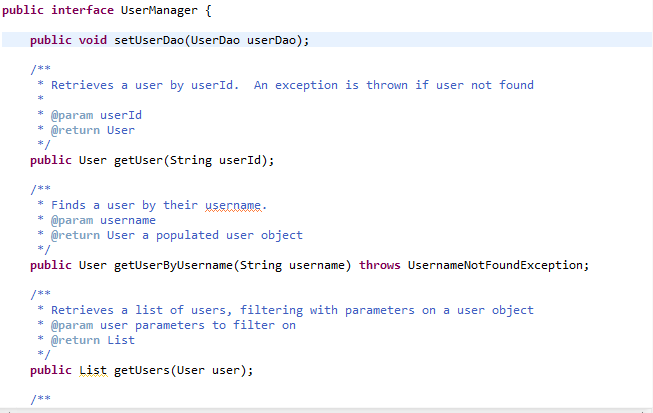 public interface UserManager {
public void setUserDao(UserDao userDao);
/**
* Retrieves a user by userId.  An exception is thrown if user not found
*
* @param userId
* @return User
*/
public User getUser(String userId);
/**
* Finds a user by their username.
* @param username
* @return User a populated user object
*/
public User getUserByUsername(String username) throws UsernameNotFoundException;
/**
* Retrieves a list of users, filtering with parameters on a user object
* @param user parameters to filter on
* @return List
*/
public List getUsers(User user);
/**